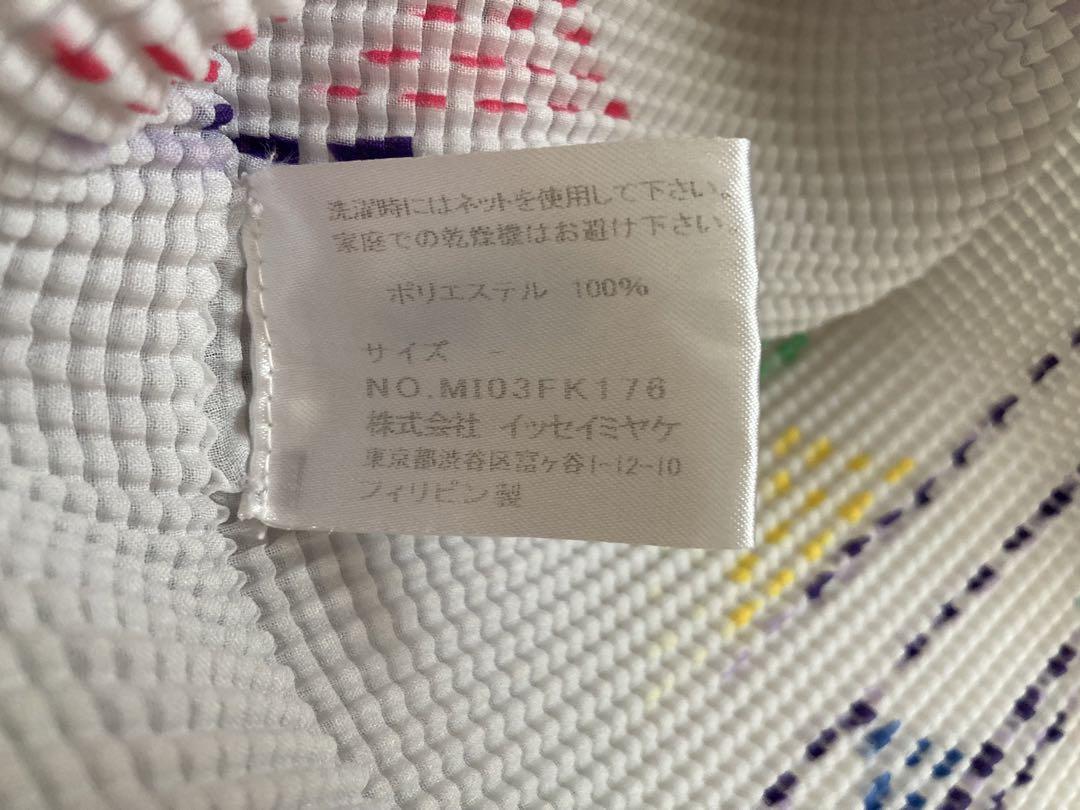 洗濯時にはネットを使用して下さい。
家庭での乾燥機はお避け下さい。
ポリエステル 100%
サイズ -
NO.MI03FK176
株式会社 イッセイミヤケ
東京都渋谷区富ヶ谷1-12-10
フィリピン製